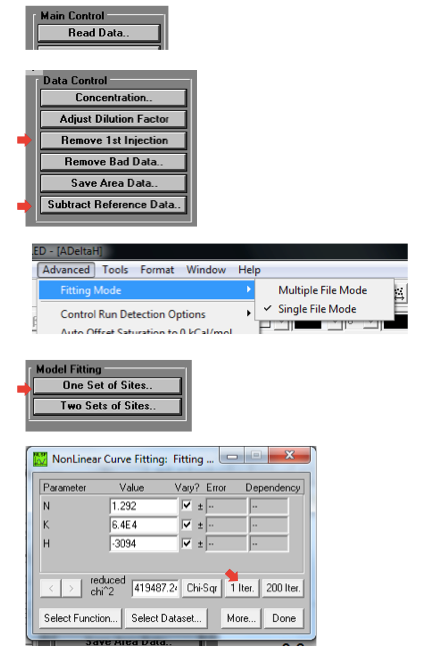 Main Control
Read Data..
Data Control
Concentration..
Adjust Dilution Factor
Remove 1st Injection
Remove Bad Data..
Save Area Data..
Subtract Reference Data..
ED - [ADeltaH]
Advanced Tools Format Window Help
Fitting Mode
Multiple File Mode
Single File Mode
Control Run Detection Options
Auto Offset Saturation to 0 kCal/mol
Model Fitting
One Set of Sites..
Two Sets of Sites..
NonLinear Curve Fitting: Fitting ...
Parameter Value Vary? Error Dependency
N 1.292 ± -- --
K 6.4E4 ± -- --
H -3094 ± -- --
< > reduced chi^2 419487.24 Chi-Sqr 1 Iter. 200 Iter.
Select Function... Select Dataset... More... Done
Save Area Data..